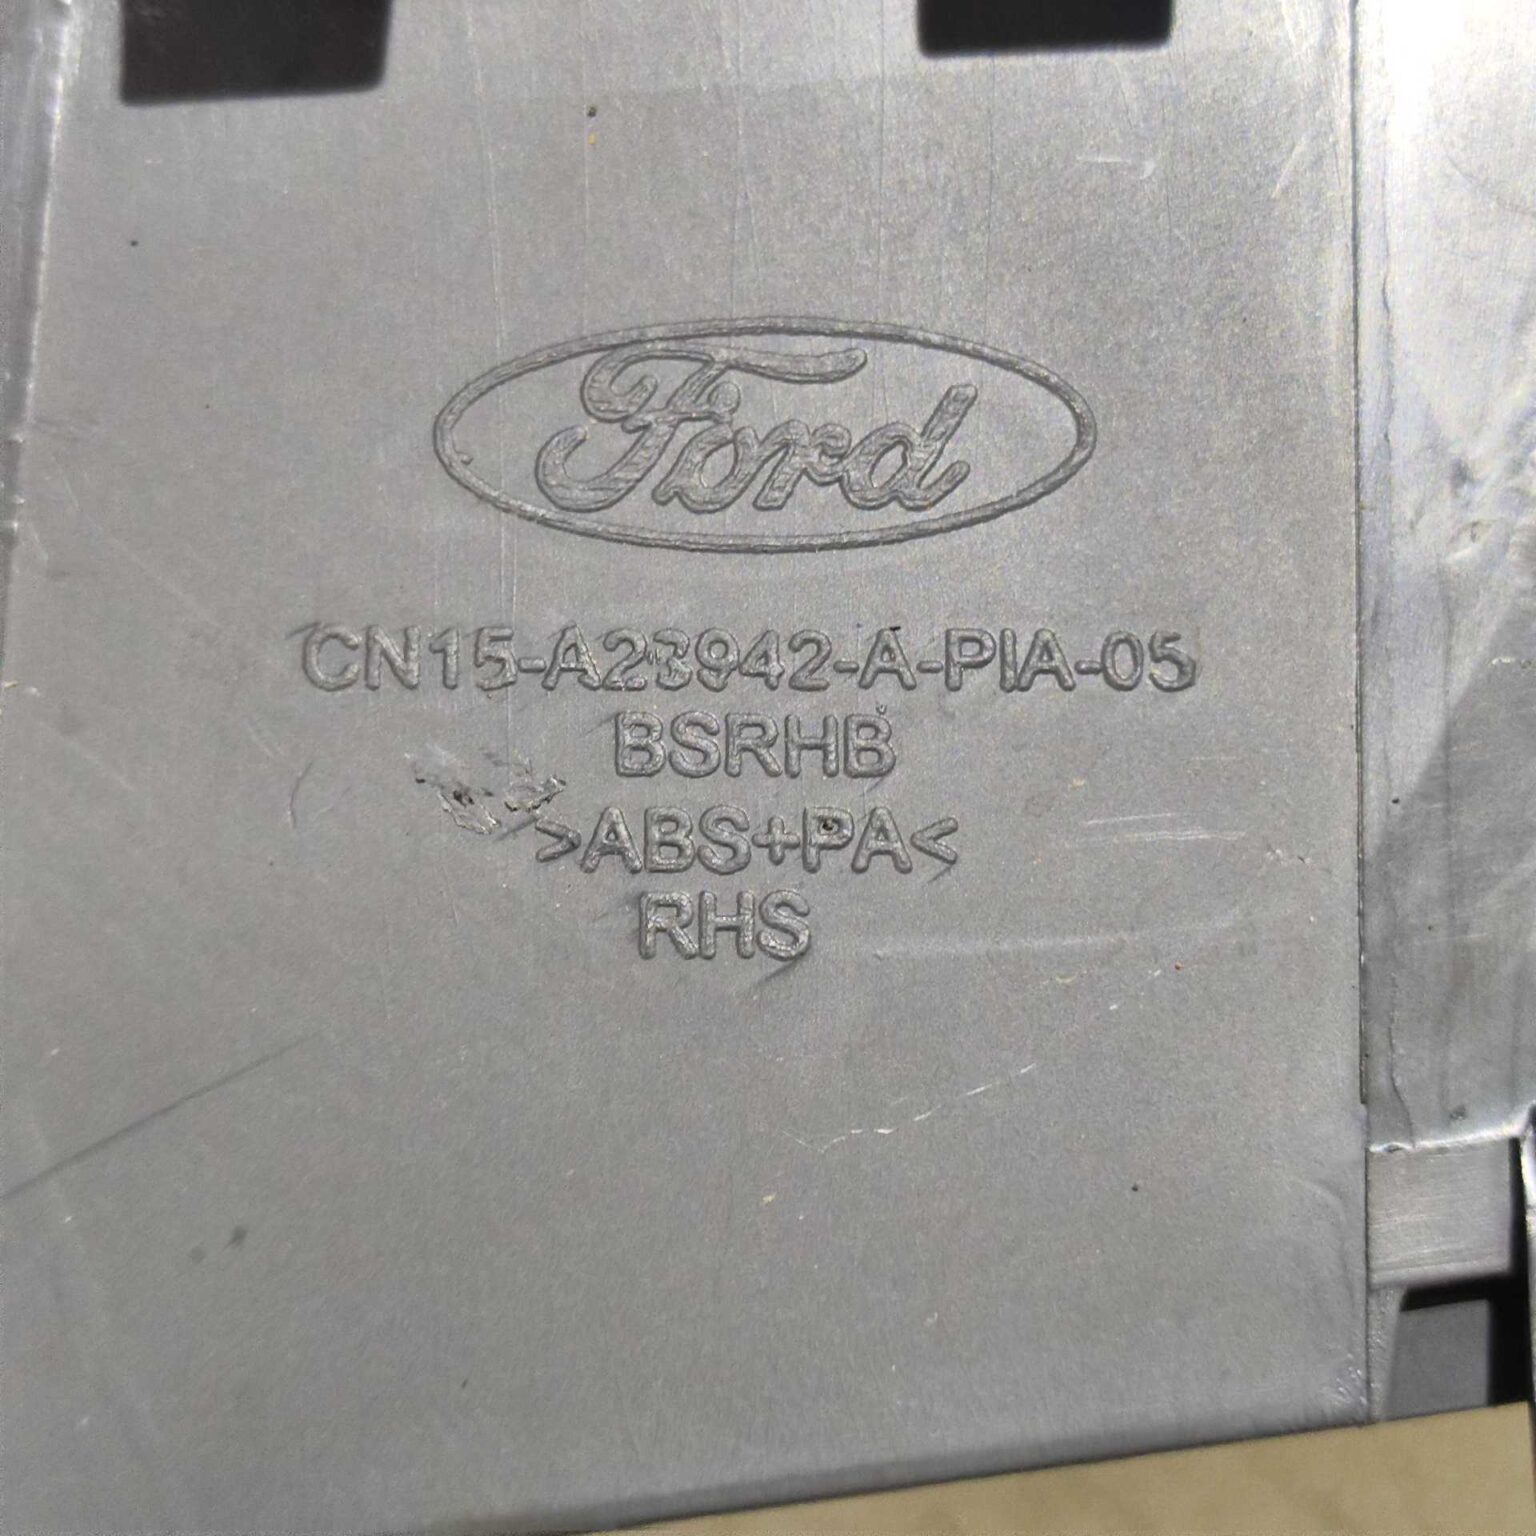 Ford
CN15-A23942-A-PIA-05
BSRHB
>ABS+PA<
RHS